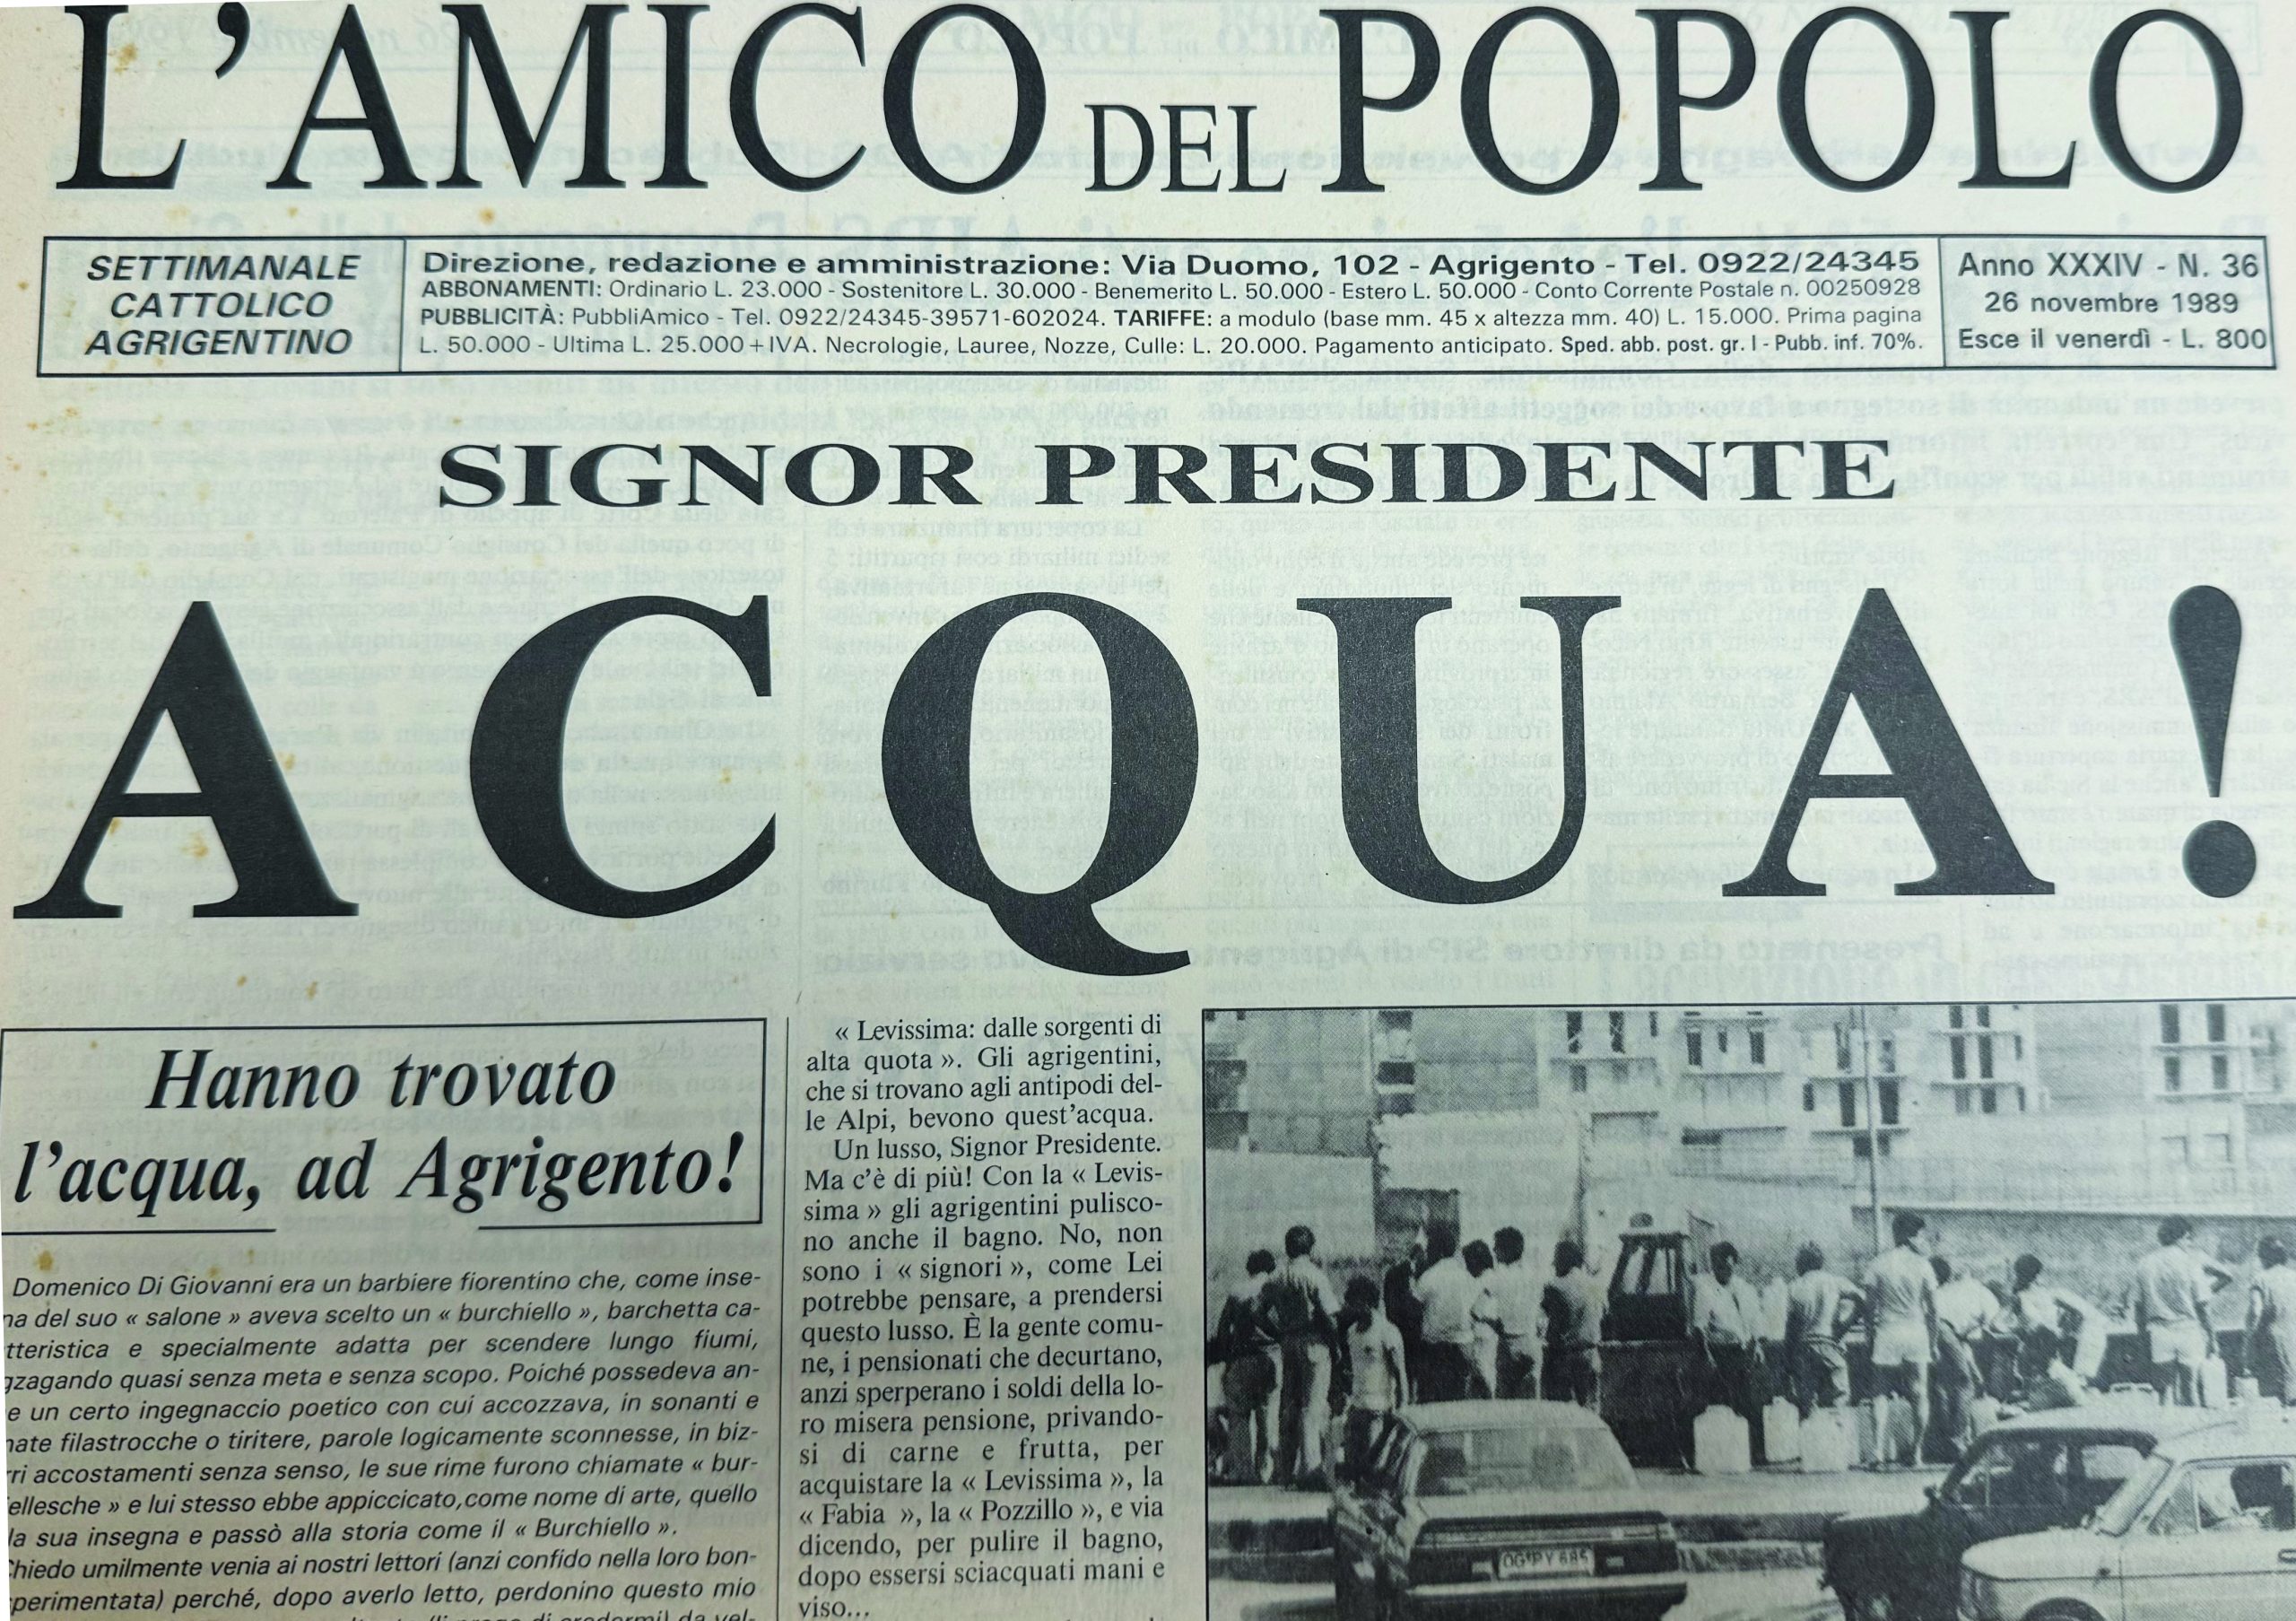 L'AMICO DEL POPOLO
SETTIMANALE
CATTOLICO
AGRIGENTINO
Direzione, redazione e amministrazione: Via Duomo, 102 - Agrigento - Tel. 0922/24345
ABBONAMENTI: Ordinario L. 23.000 - Sostenitore L. 30.000 - Benemerito L. 50.000 - Estero L. 50.000 - Conto Corrente Postale n. 00250928
PUBBLICITÀ: PubbliAmico - Tel. 0922/24345-39571-602024. TARIFFE: a modulo (base mm. 45 x altezza mm. 40) L. 15.000. Prima pagina
L. 50.000 - Ultima L. 25.000 + IVA. Necrologie, Lauree, Nozze, Culle: L. 20.000. Pagamento anticipato. Sped. abb. post. gr. I - Pubb. inf. 70%.
Anno XXXIV - N. 36
26 novembre 1989
Esce il venerdì - L. 800
SIGNOR PRESIDENTE
ACQUA!
Hanno trovato
l'acqua, ad Agrigento!
Domenico Di Giovanni era un barbiere fiorentino che, come inse-
na del suo « salone » aveva scelto un « burchiello », barchetta ca-
tteristica e specialmente adatta per scendere lungo fiumi,
gzagando quasi senza meta e senza scopo. Poiché possedeva an-
e un certo ingegnaccio poetico con cui accozzava, in sonanti e
nate filastrocche o tiritere, parole logicamente sconnesse, in biz-
rri accostamenti senza senso, le sue rime furono chiamate « bur-
ellesche » e lui stesso ebbe appiccicato,come nome di arte, quello
la sua insegna e passò alla storia come il « Burchiello ».
Chiedo umilmente venia ai nostri lettori (anzi confido nella loro bon-
perimentata) perché, dopo averlo letto, perdonino questo mio
« Levissima: dalle sorgenti di
alta quota ». Gli agrigentini,
che si trovano agli antipodi del-
le Alpi, bevono quest'acqua.
Un lusso, Signor Presidente.
Ma c'è di più! Con la « Levis-
sima » gli agrigentini pulisco-
no anche il bagno. No, non
sono i « signori », come Lei
potrebbe pensare, a prendersi
questo lusso. È la gente comu-
ne, i pensionati che decurtano,
anzi sperperano i soldi della lo-
ro misera pensione, privando-
si di carne e frutta, per
acquistare la « Levissima », la
« Fabia », la « Pozzillo », e via
dicendo, per pulire il bagno,
dopo essersi sciacquati mani e
viso...